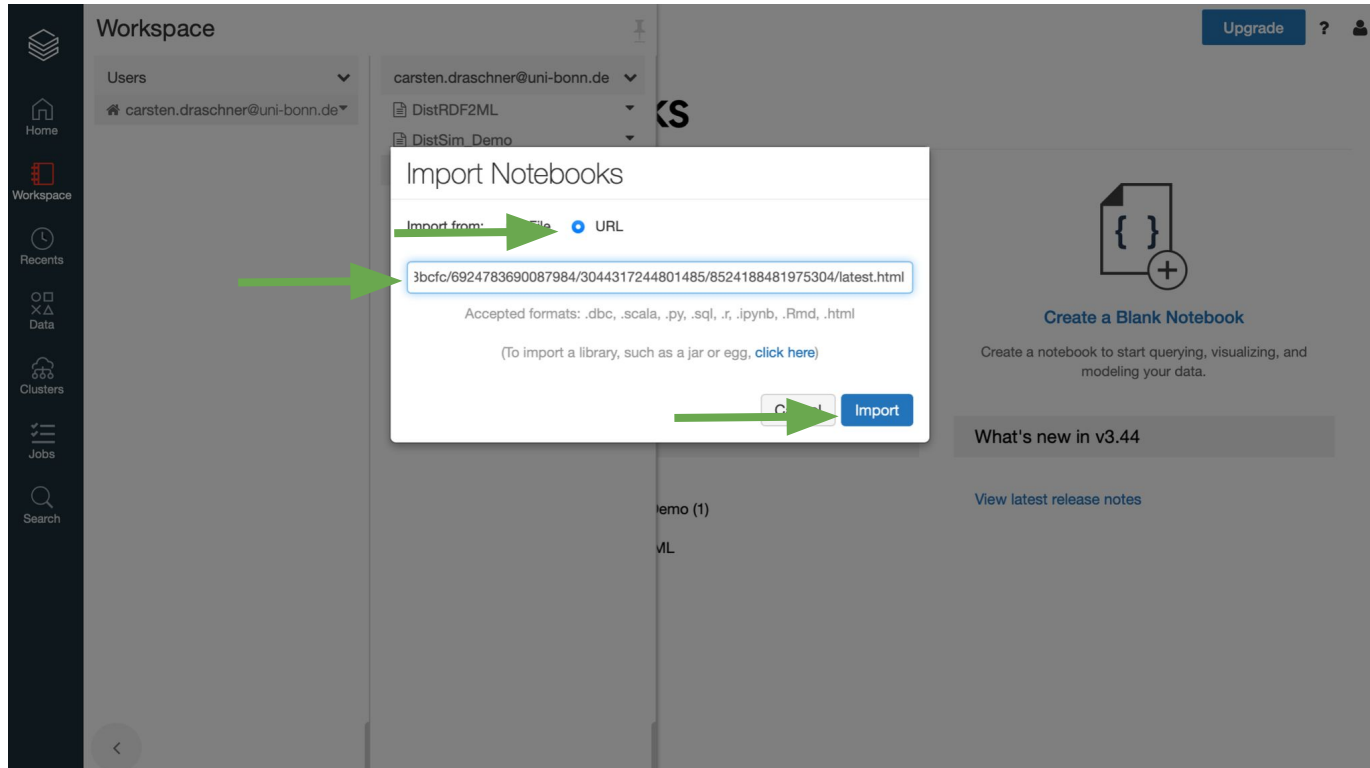 Workspace
Upgrade ?
Users
carsten.draschner@uni-bonn.de
carsten.draschner@uni-bonn.de
DistRDF2ML
DistSim_Demo
Home
Workspace
Recents
Data
Clusters
Jobs
Search
Import Notebooks
Import from:
URL
3bcfc/6924783690087984/3044317244801485/8524188481975304/latest.html
Accepted formats: .dbc, .scala, .py, .sql, .r, .ipynb, .Rmd, .html
(To import a library, such as a jar or egg, click here)
Import
{ }
Create a Blank Notebook
Create a notebook to start querying, visualizing, and
modeling your data.
What's new in v3.44
View latest release notes
emo (1)
ML